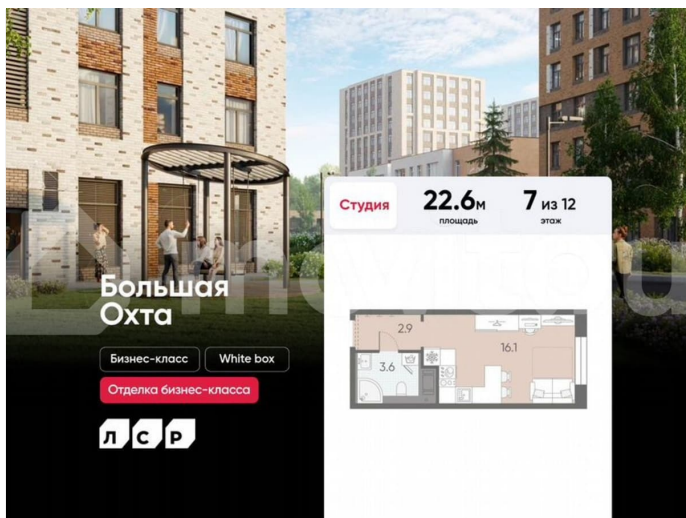 Студия
22.6м
площадь
7 из 12
этаж
Большая
Охта
Бизнес-класс
White box
Отделка бизнес-класса
ЛСР
2.9
16.1
3.6